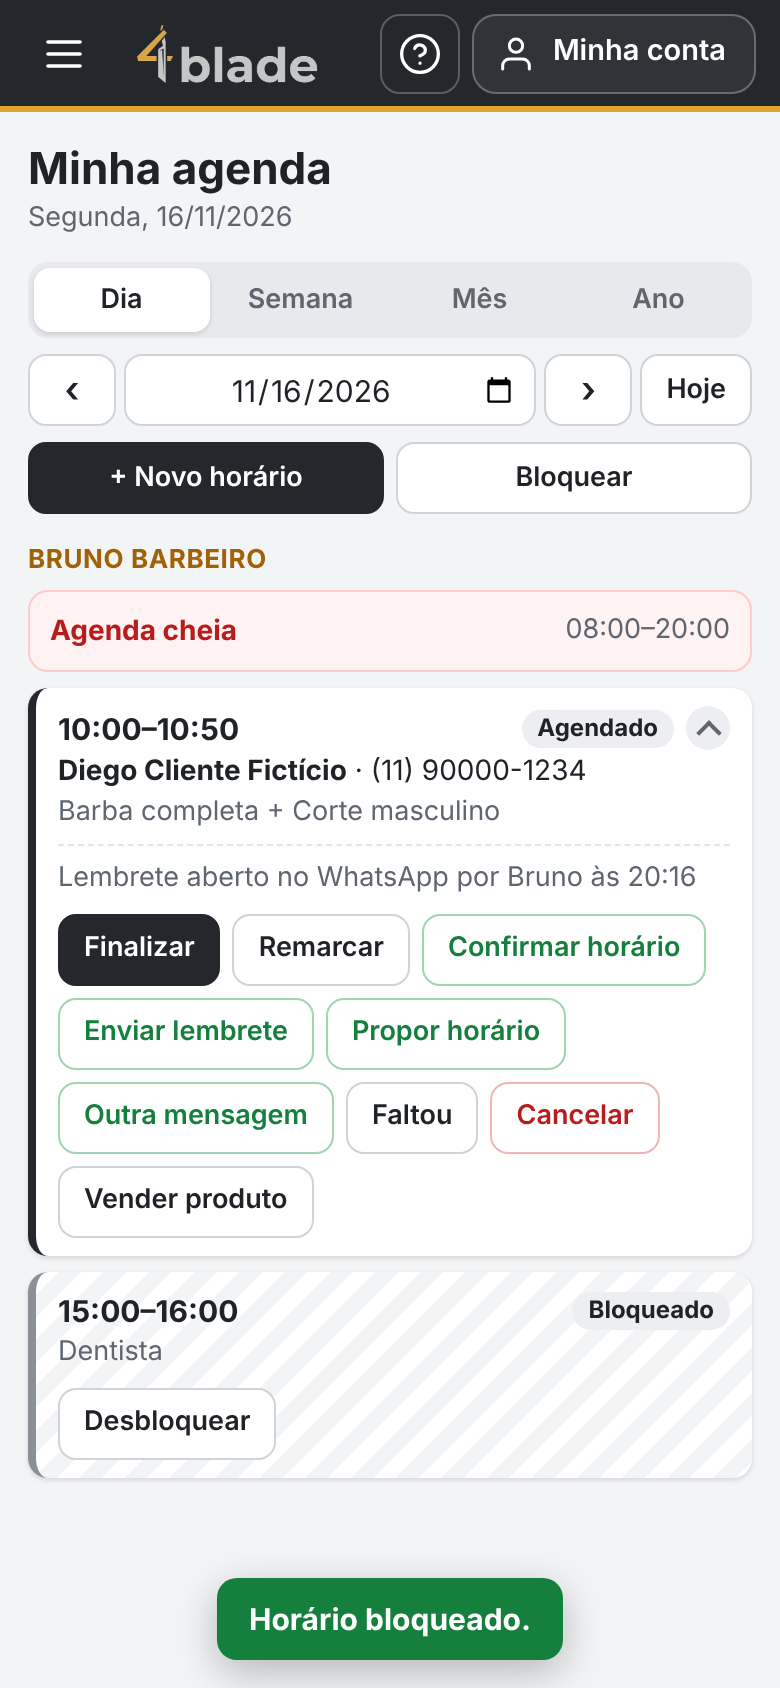 4blade
Minha conta
Minha agenda
Segunda, 16/11/2026
Dia Semana Mês Ano
‹ 11/16/2026 › Hoje
+ Novo horário Bloquear
BRUNO BARBEIRO
Agenda cheia 08:00–20:00
10:00–10:50 Agendado
Diego Cliente Fictício · (11) 90000-1234
Barba completa + Corte masculino
Lembrete aberto no WhatsApp por Bruno às 20:16
Finalizar Remarcar Confirmar horário
Enviar lembrete Propor horário
Outra mensagem Faltou Cancelar
Vender produto
15:00–16:00 Bloqueado
Dentista
Desbloquear
Horário bloqueado.